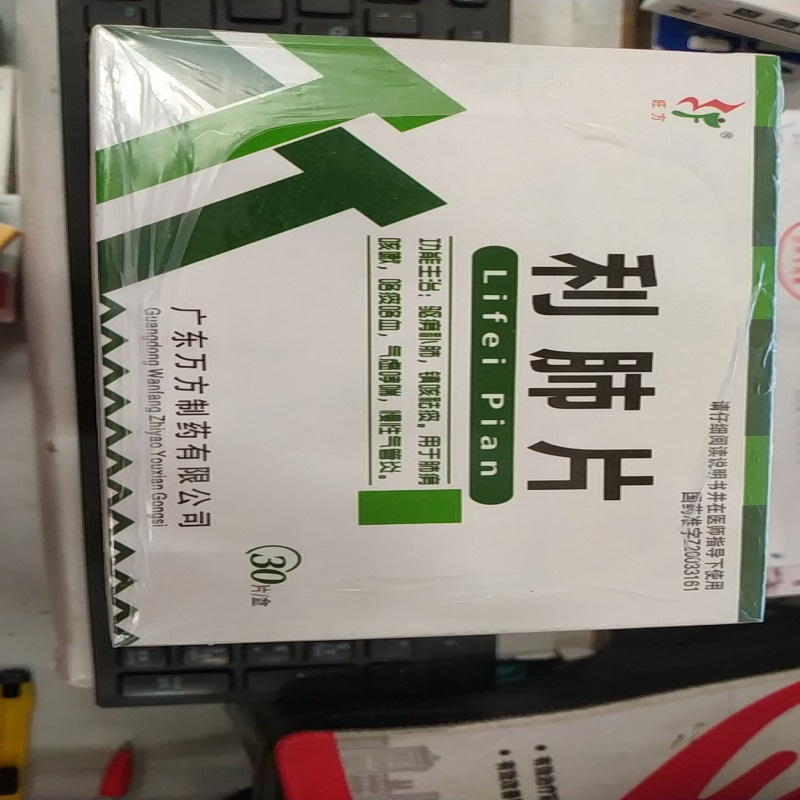 旺方
®
请仔细阅读说明书并在医师指导下使用
国药准字Z20033161
利肺片
Lifei Pian
功能主治：驱痨补肺，镇咳祛痰。用于肺痨
咳嗽，咯痰咯血，气虚哮喘，慢性气管炎。
30片/盒
广东万方制药有限公司
Guangdong Wanfang Zhiyao Youxian Gongsi